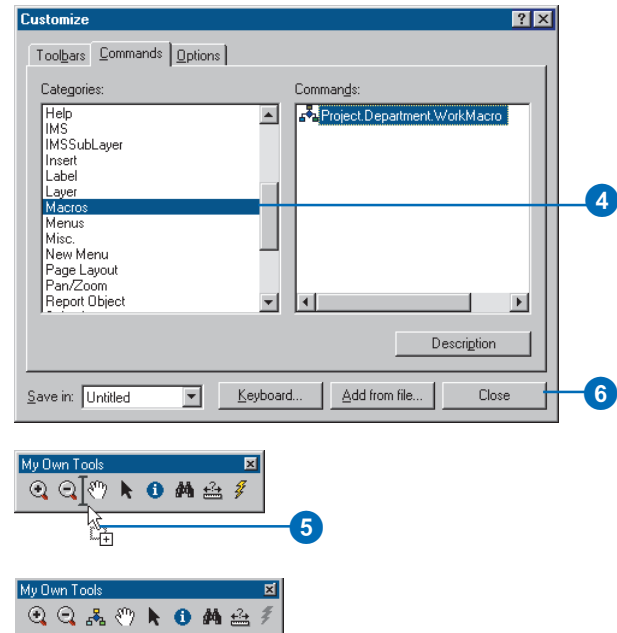 Customize
Toolbars Commands Options
Categories: Commands:
Help
IMS
IMSSubLayer
Insert
Label
Layer
Macros
Menus
Misc.
New Menu
Page Layout
Pan/Zoom
Report Object
Project.Department.WorkMacro
4
Description
Save in: Untitled Keyboard... Add from file... Close
6
My Own Tools
5
My Own Tools